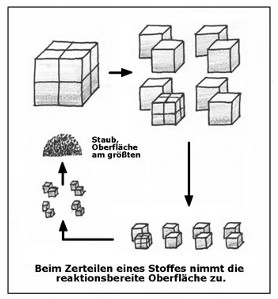 Staub,
Oberfläche
am größten
Beim Zerteilen eines Stoffes nimmt die
reaktionsbereite Oberfläche zu.